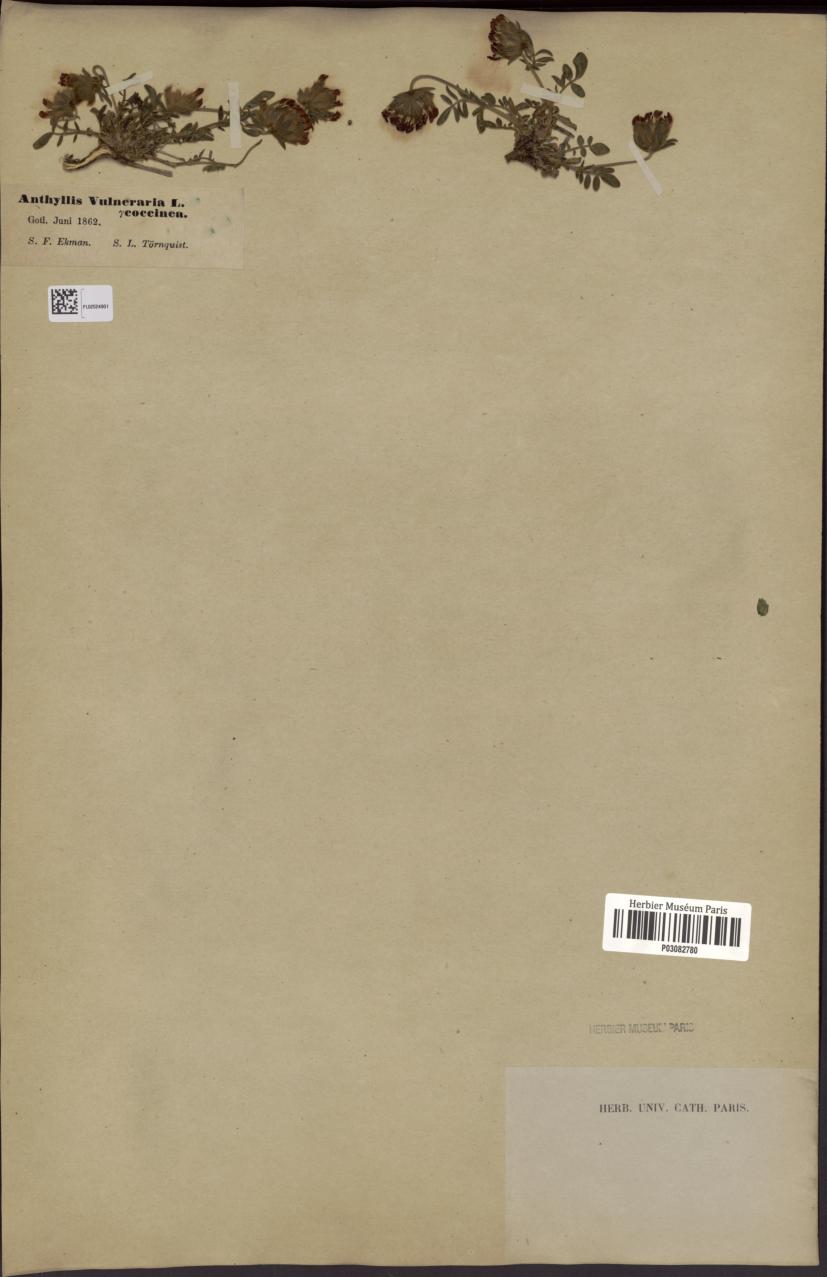 Anthyllis Vulneraria L.
γ coccinea.
Gotl. Juni 1862.
S. F. Ekman. S. L. Törnquist.
Herbier Muséum Paris
P03082780
HERBIER MUSEUM PARIS
HERB. UNIV. CATH. PARIS.